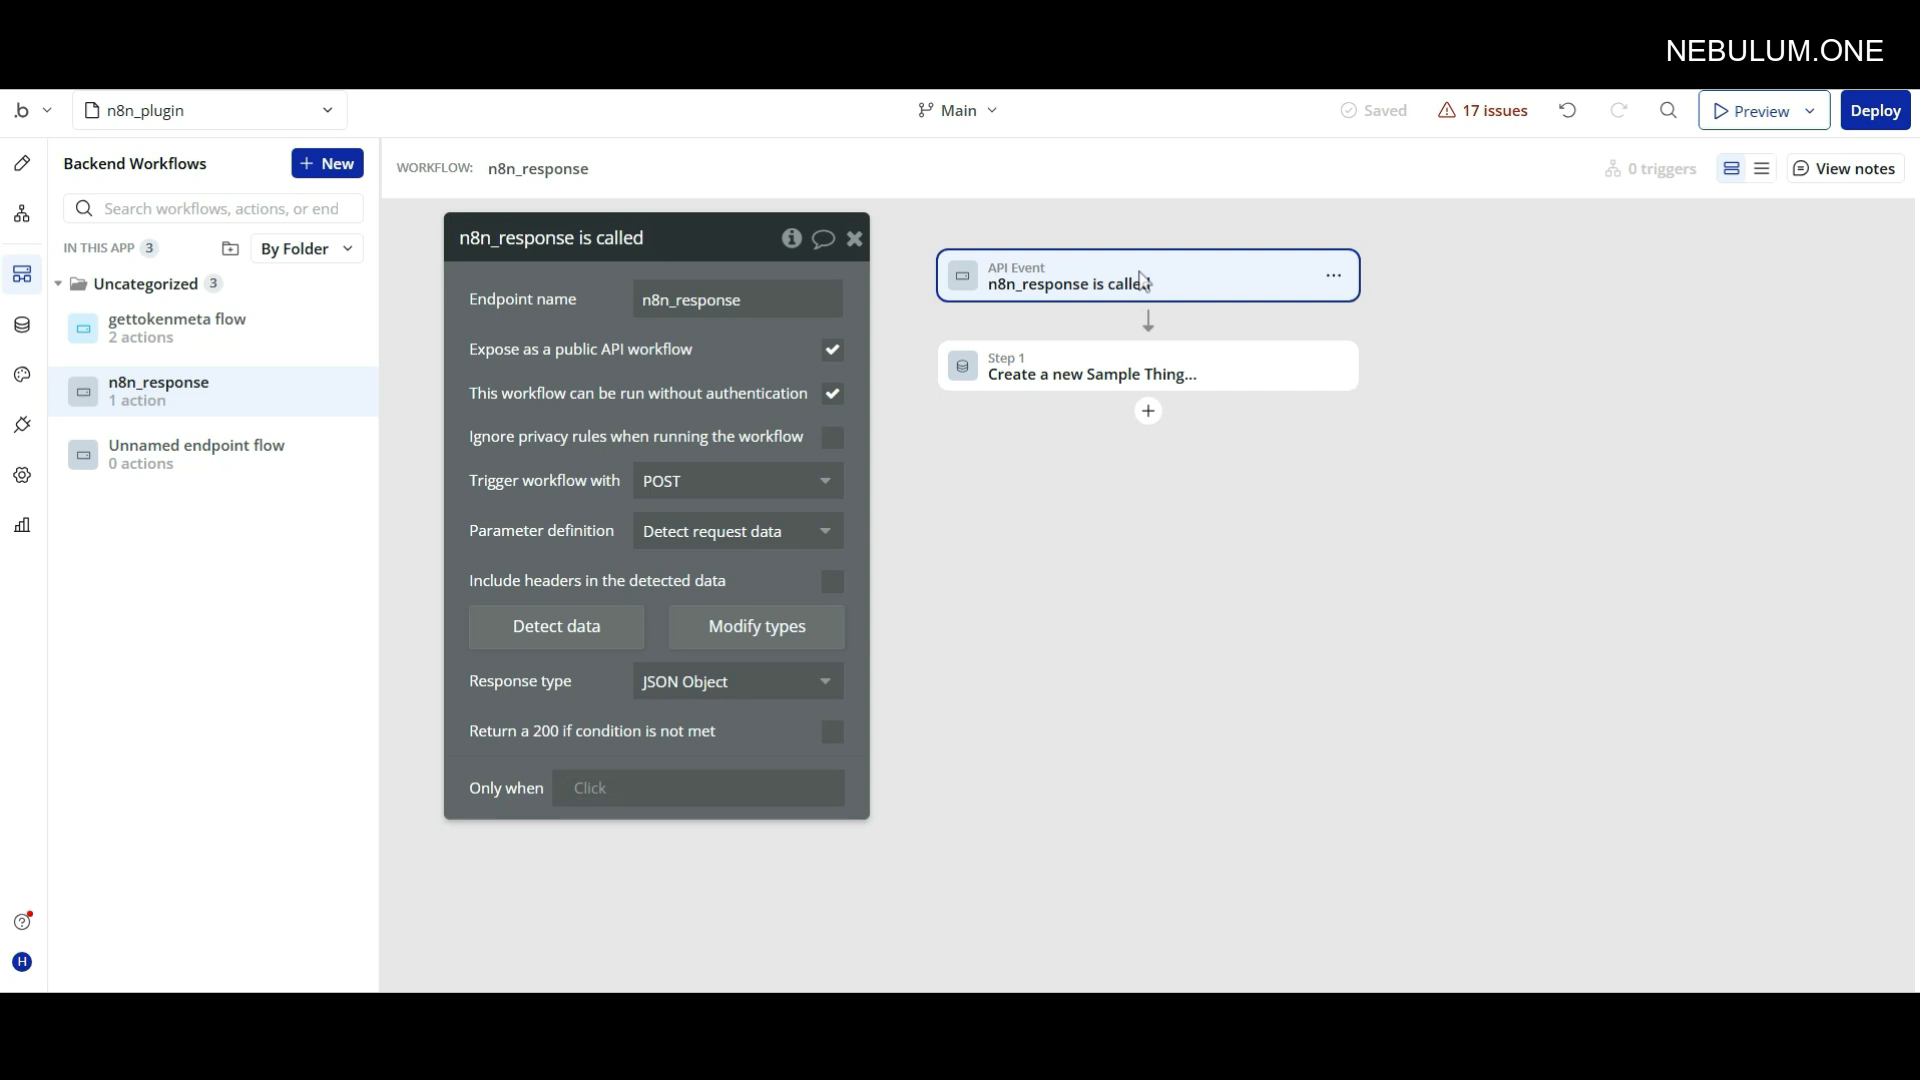 NEBULUM.ONE
.b
n8n_plugin
Main
Saved
17 issues
Preview
Deploy
Backend Workflows
+ New
Search workflows, actions, or end
IN THIS APP 3
By Folder
Uncategorized 3
gettokenmeta flow
2 actions
n8n_response
1 action
Unnamed endpoint flow
0 actions
H
WORKFLOW: n8n_response
0 triggers
View notes
n8n_response is called
Endpoint name n8n_response
Expose as a public API workflow
This workflow can be run without authentication
Ignore privacy rules when running the workflow
Trigger workflow with POST
Parameter definition Detect request data
Include headers in the detected data
Detect data Modify types
Response type JSON Object
Return a 200 if condition is not met
Only when Click
API Event
n8n_response is called
Step 1
Create a new Sample Thing...